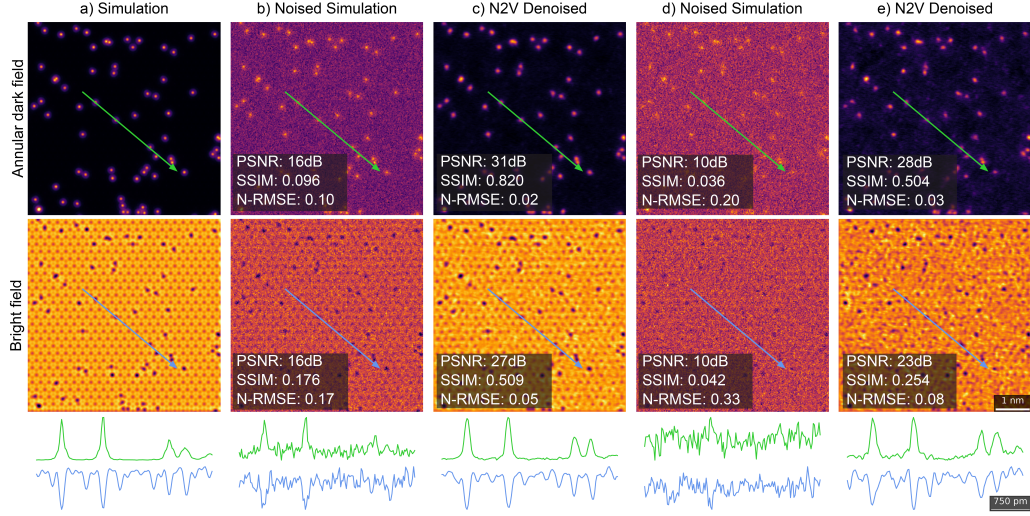 a) Simulation
b) Noised Simulation
c) N2V Denoised
d) Noised Simulation
e) N2V Denoised
Annular dark field
PSNR: 16dB
SSIM: 0.096
N-RMSE: 0.10
PSNR: 31dB
SSIM: 0.820
N-RMSE: 0.02
PSNR: 10dB
SSIM: 0.036
N-RMSE: 0.20
PSNR: 28dB
SSIM: 0.504
N-RMSE: 0.03
Bright field
PSNR: 16dB
SSIM: 0.176
N-RMSE: 0.17
PSNR: 27dB
SSIM: 0.509
N-RMSE: 0.05
PSNR: 10dB
SSIM: 0.042
N-RMSE: 0.33
PSNR: 23dB
SSIM: 0.254
N-RMSE: 0.08
1 nm
750 pm